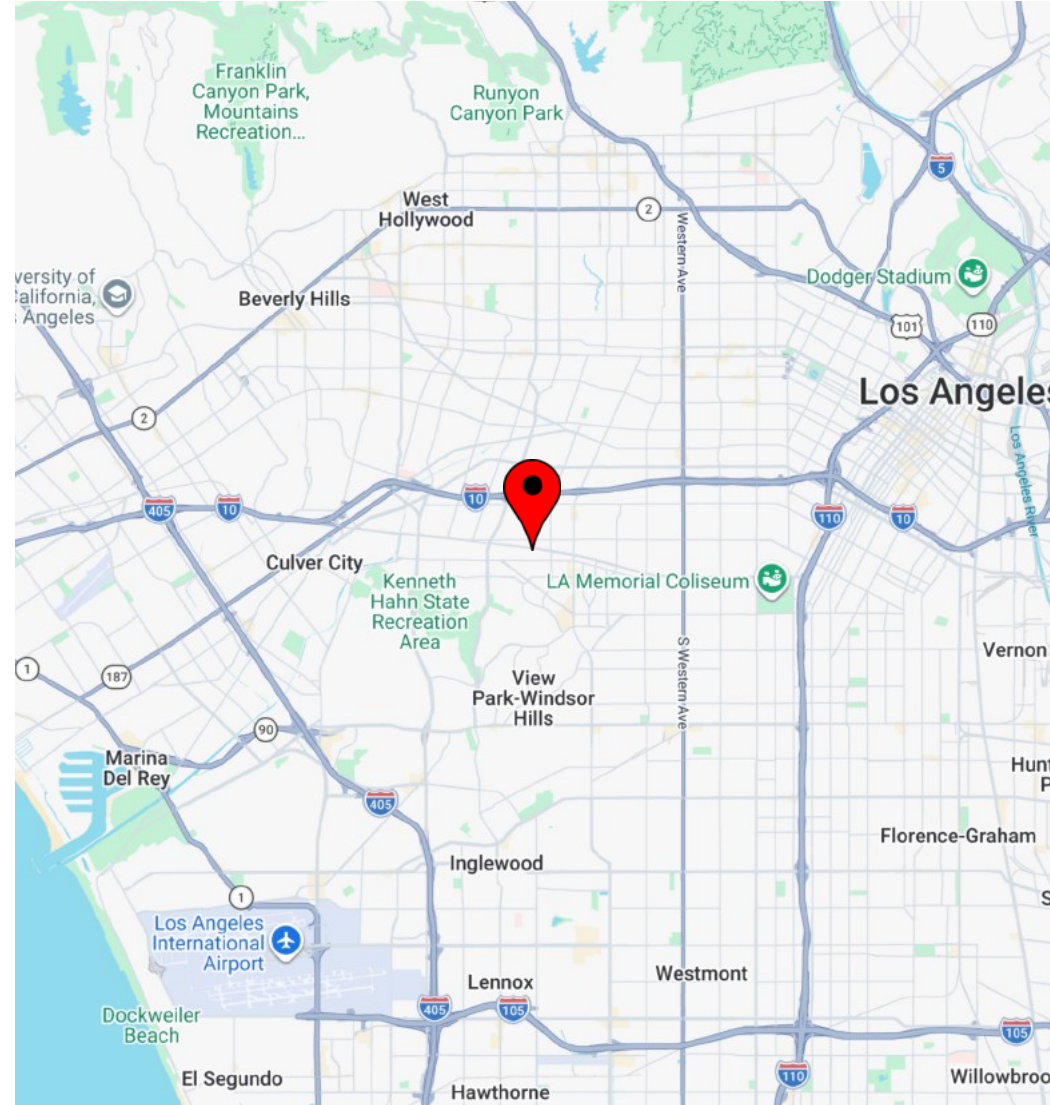 Franklin
Canyon Park,
Mountains
Recreation...
Runyon
Canyon Park
5
West
Hollywood
2
Western Ave
versity of
California,
s Angeles
Beverly Hills
Dodger Stadium
101
110
Los Angeles
2
10
405
10
110
10
Los Angeles River
Culver City
Kenneth
Hahn State
Recreation
Area
LA Memorial Coliseum
1
187
S Western Ave
Vernon
View
Park-Windsor
Hills
90
Marina
Del Rey
Hunt
P
405
Florence-Graham
Inglewood
1
S
Los Angeles
International
Airport
Lennox
Westmont
405
105
Dockweiler
Beach
105
El Segundo
110
Willowbroo
Hawthorne